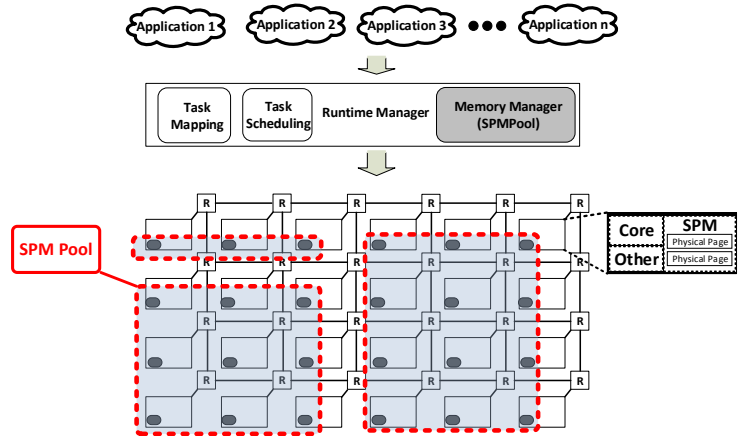 Application 1
Application 2
Application 3
Application n
Task
Mapping
Task
Scheduling
Runtime Manager
Memory Manager
(SPMPool)
R R R R R R
SPM Pool
Core
SPM
Physical Page
Other
Physical Page
R R R R R R
R R R R R R
R R R R R R